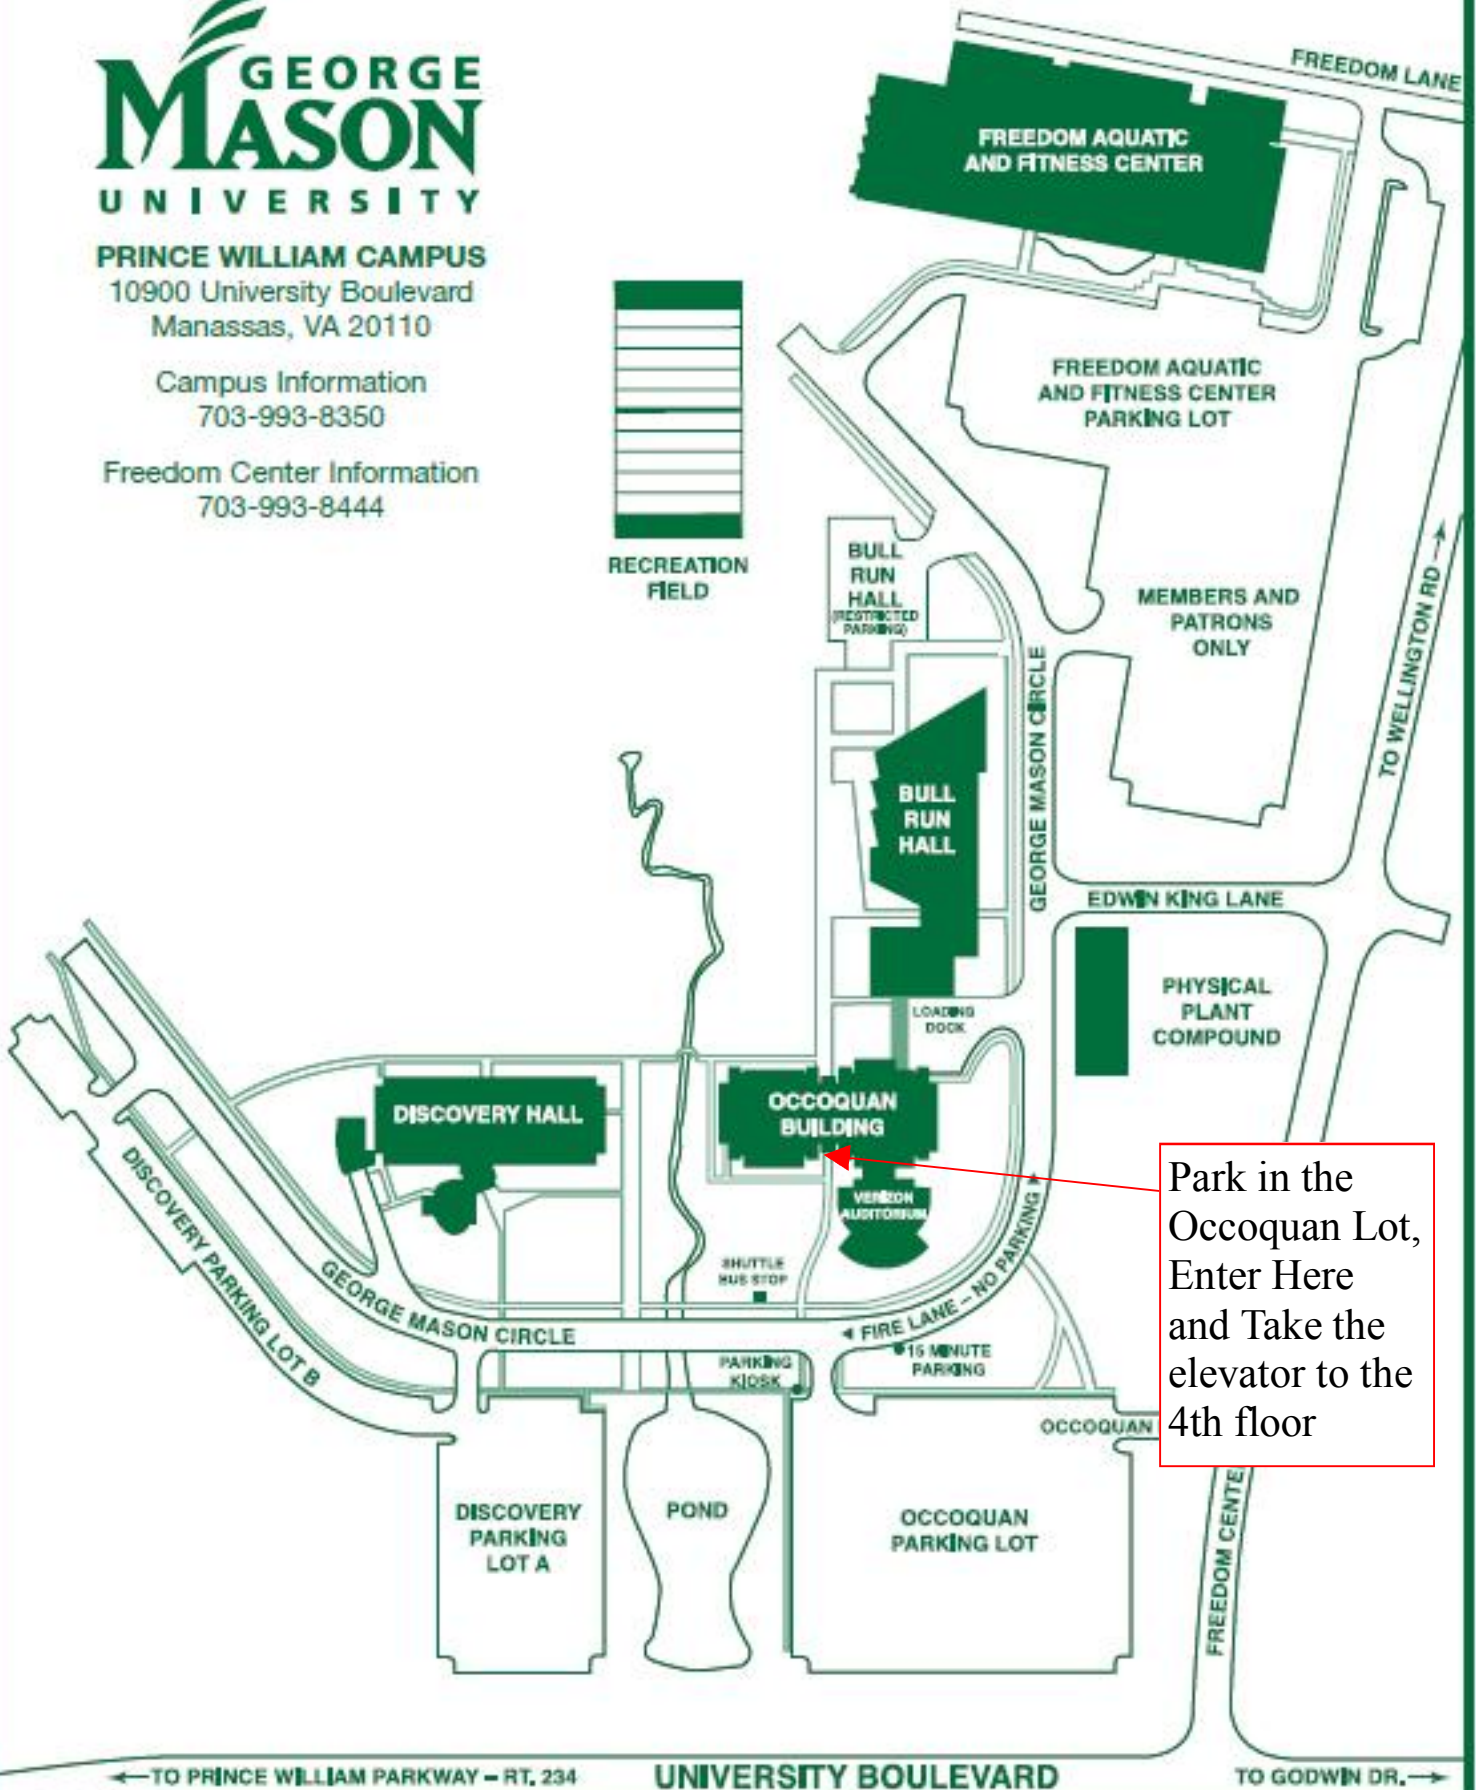 GEORGE
MASON
UNIVERSITY
PRINCE WILLIAM CAMPUS
10900 University Boulevard
Manassas, VA 20110
Campus Information
703-993-8350
Freedom Center Information
703-993-8444
FREEDOM LANE
FREEDOM AQUATIC
AND FITNESS CENTER
FREEDOM AQUATIC
AND FITNESS CENTER
PARKING LOT
RECREATION
FIELD
BULL
RUN
HALL
(RESTRICTED
PARKING)
MEMBERS AND
PATRONS
ONLY
TO WELLINGTON RD
GEORGE MASON CIRCLE
BULL
RUN
HALL
EDWIN KING LANE
PHYSICAL
PLANT
COMPOUND
LOADING
DOCK
DISCOVERY HALL
OCCOQUAN
BUILDING
VERIZON
AUDITORIUM
Park in the
Occoquan Lot,
Enter Here
and Take the
elevator to the
4th floor
DISCOVERY PARKING LOT B
GEORGE MASON CIRCLE
SHUTTLE
BUS STOP
FIRE LANE – NO PARKING
PARKING
KIOSK
15 MINUTE
PARKING
OCCOQUAN
DISCOVERY
PARKING
LOT A
POND
OCCOQUAN
PARKING LOT
FREEDOM CENTE
TO PRINCE WILLIAM PARKWAY – RT. 234
UNIVERSITY BOULEVARD
TO GODWIN DR.